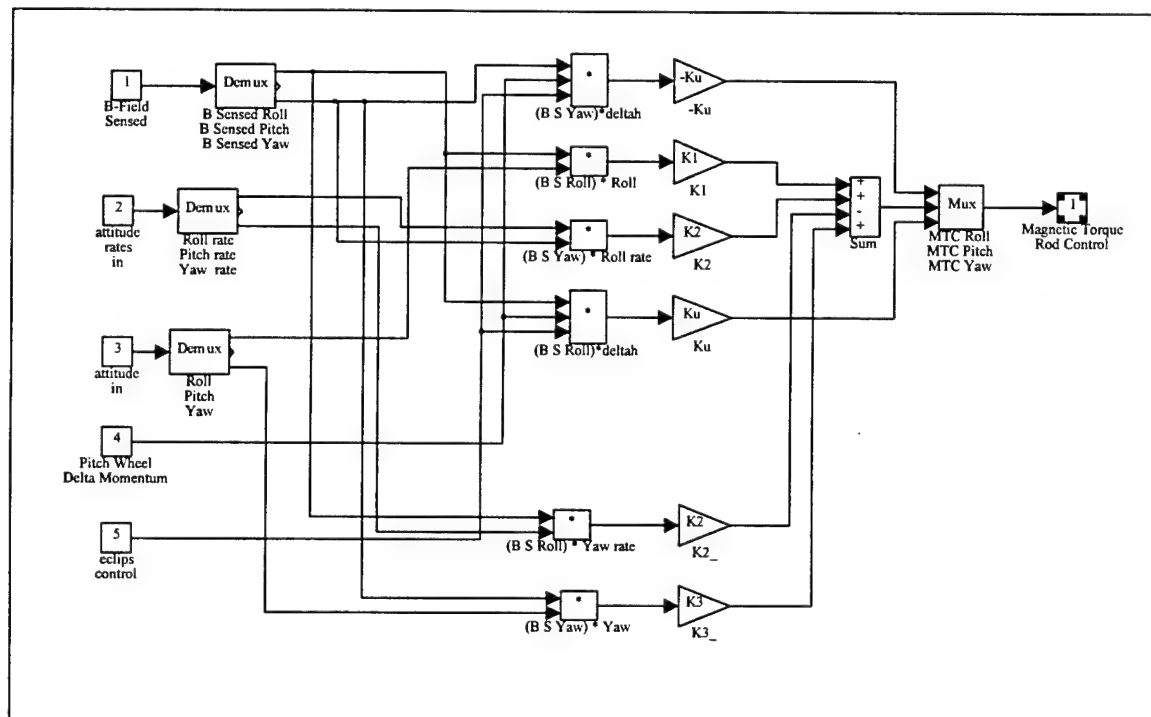 1
B-Field
Sensed
Demux
B Sensed Roll
B Sensed Pitch
B Sensed Yaw
*
(B S Yaw)*deltah
-Ku
-Ku
*
(B S Roll) * Roll
K1
K1
2
attitude
rates
in
Demux
Roll rate
Pitch rate
Yaw rate
*
(B S Yaw) * Roll rate
K2
K2
+
+
-
+
Sum
Mux
MTC Roll
MTC Pitch
MTC Yaw
1
Magnetic Torque
Rod Control
*
(B S Roll)*deltah
Ku
Ku
3
attitude
in
Demux
Roll
Pitch
Yaw
4
Pitch Wheel
Delta Momentum
5
eclips
control
*
(B S Roll) * Yaw rate
K2
K2_
*
(B S Yaw) * Yaw
K3
K3_